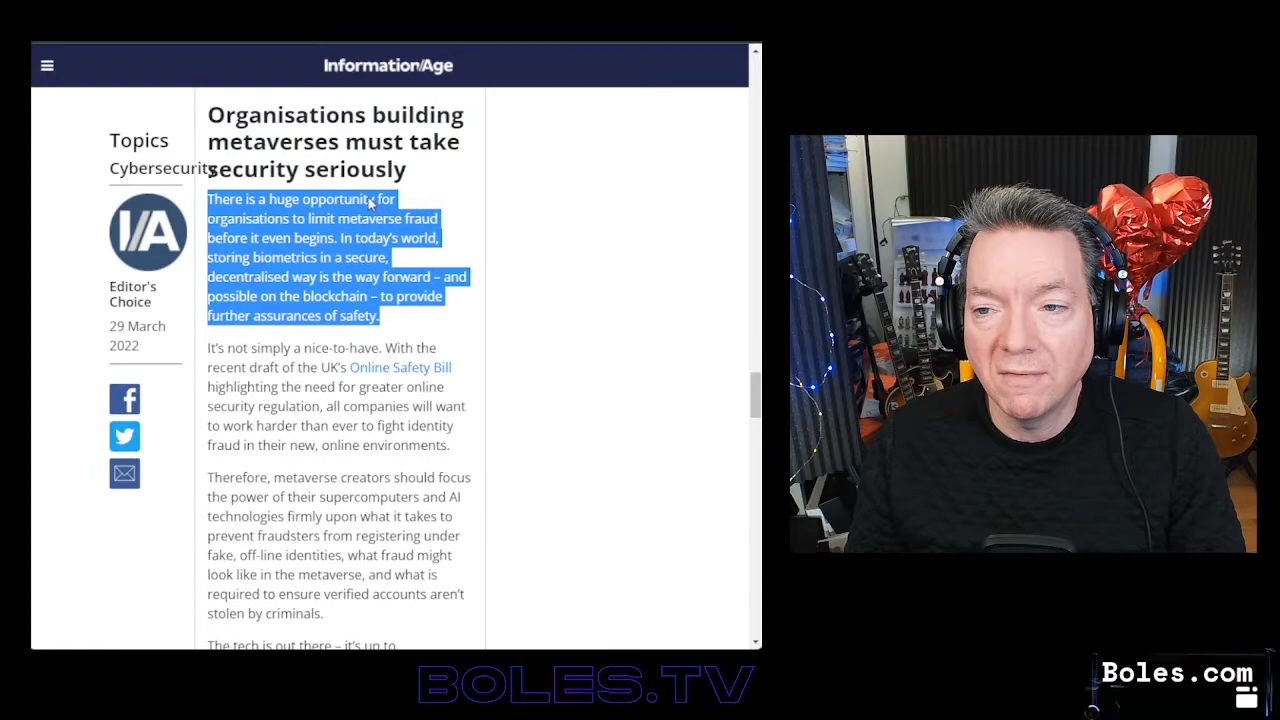 Information/Age
Topics
Cybersecurity
I/A
Editor's
Choice
29 March
2022
Organisations building
metaverses must take
security seriously
There is a huge opportunity for
organisations to limit metaverse fraud
before it even begins. In today's world,
storing biometrics in a secure,
decentralised way is the way forward – and
possible on the blockchain – to provide
further assurances of safety.
It's not simply a nice-to-have. With the
recent draft of the UK's Online Safety Bill
highlighting the need for greater online
security regulation, all companies will want
to work harder than ever to fight identity
fraud in their new, online environments.
Therefore, metaverse creators should focus
the power of their supercomputers and AI
technologies firmly upon what it takes to
prevent fraudsters from registering under
fake, off-line identities, what fraud might
look like in the metaverse, and what is
required to ensure verified accounts aren't
stolen by criminals.
The tech is out there – it's up to
BOLES.TV
Boles.com